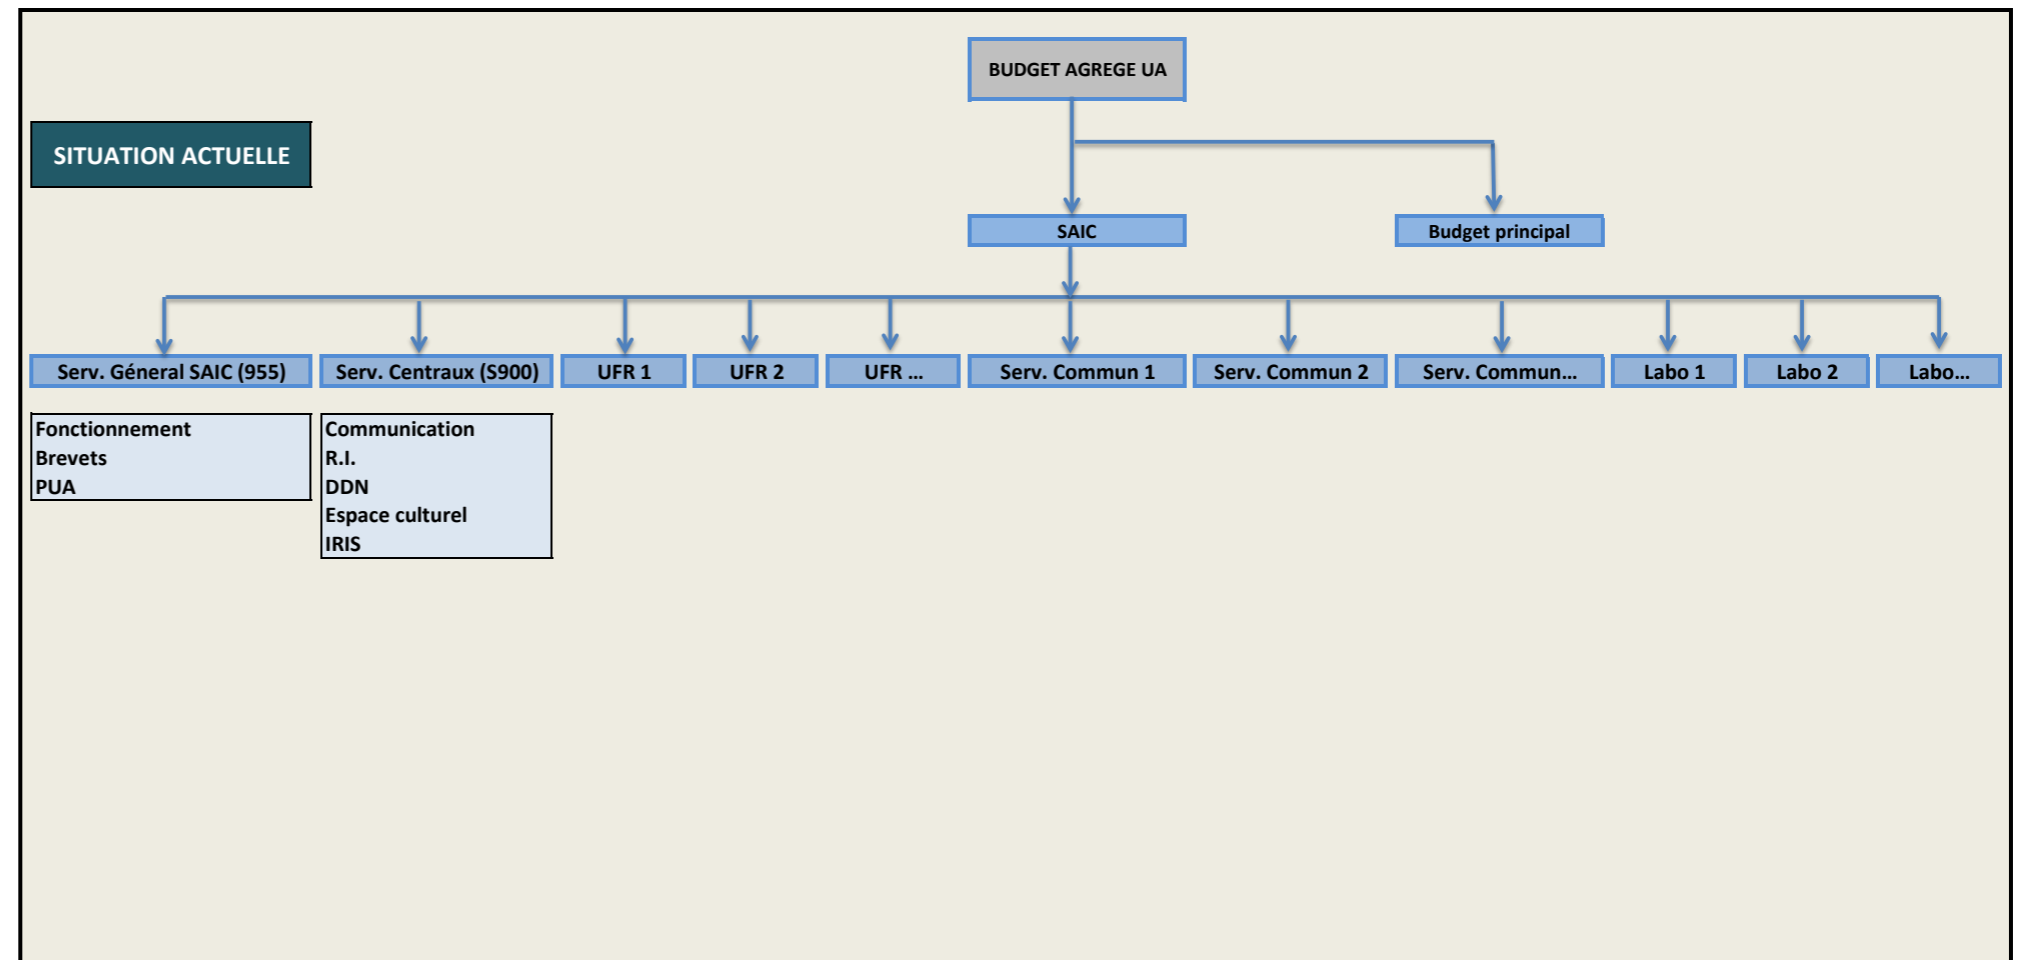 BUDGET AGREGE UA
SITUATION ACTUELLE
SAIC
Budget principal
Serv. Géneral SAIC (955)
Serv. Centraux (S900)
UFR 1
UFR 2
UFR ...
Serv. Commun 1
Serv. Commun 2
Serv. Commun...
Labo 1
Labo 2
Labo...
Fonctionnement
Brevets
PUA
Communication
R.I.
DDN
Espace culturel
IRIS